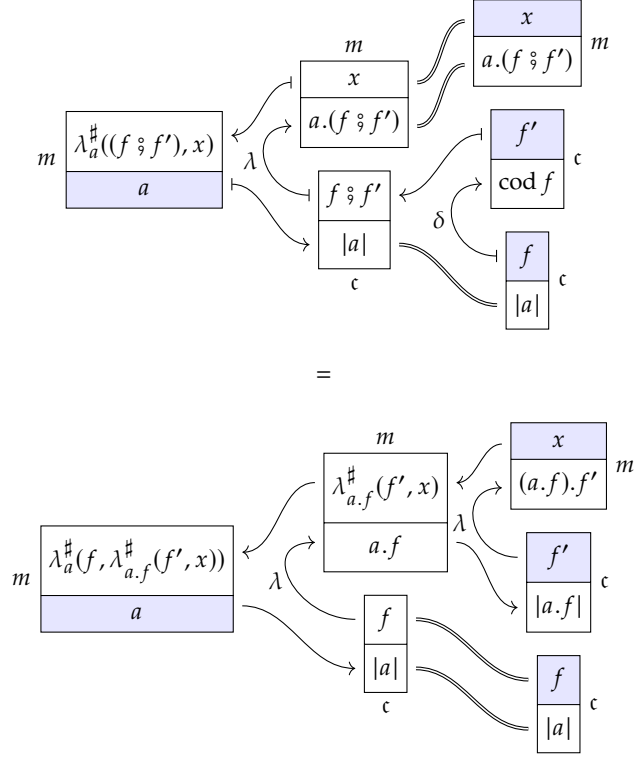 x
a.(f ⨟ f′)
m
m
x
a.(f ⨟ f′)
m
λ♯a((f ⨟ f′), x)
a
λ
f ⨟ f′
|a|
c
f′
cod f
c
δ
f
|a|
c
=
x
(a.f).f′
m
m
λ♯a.f(f′, x)
a.f
λ
m
λ♯a(f, λ♯a.f(f′, x))
a
λ
f
|a|
c
f′
|a.f|
c
f
|a|
c